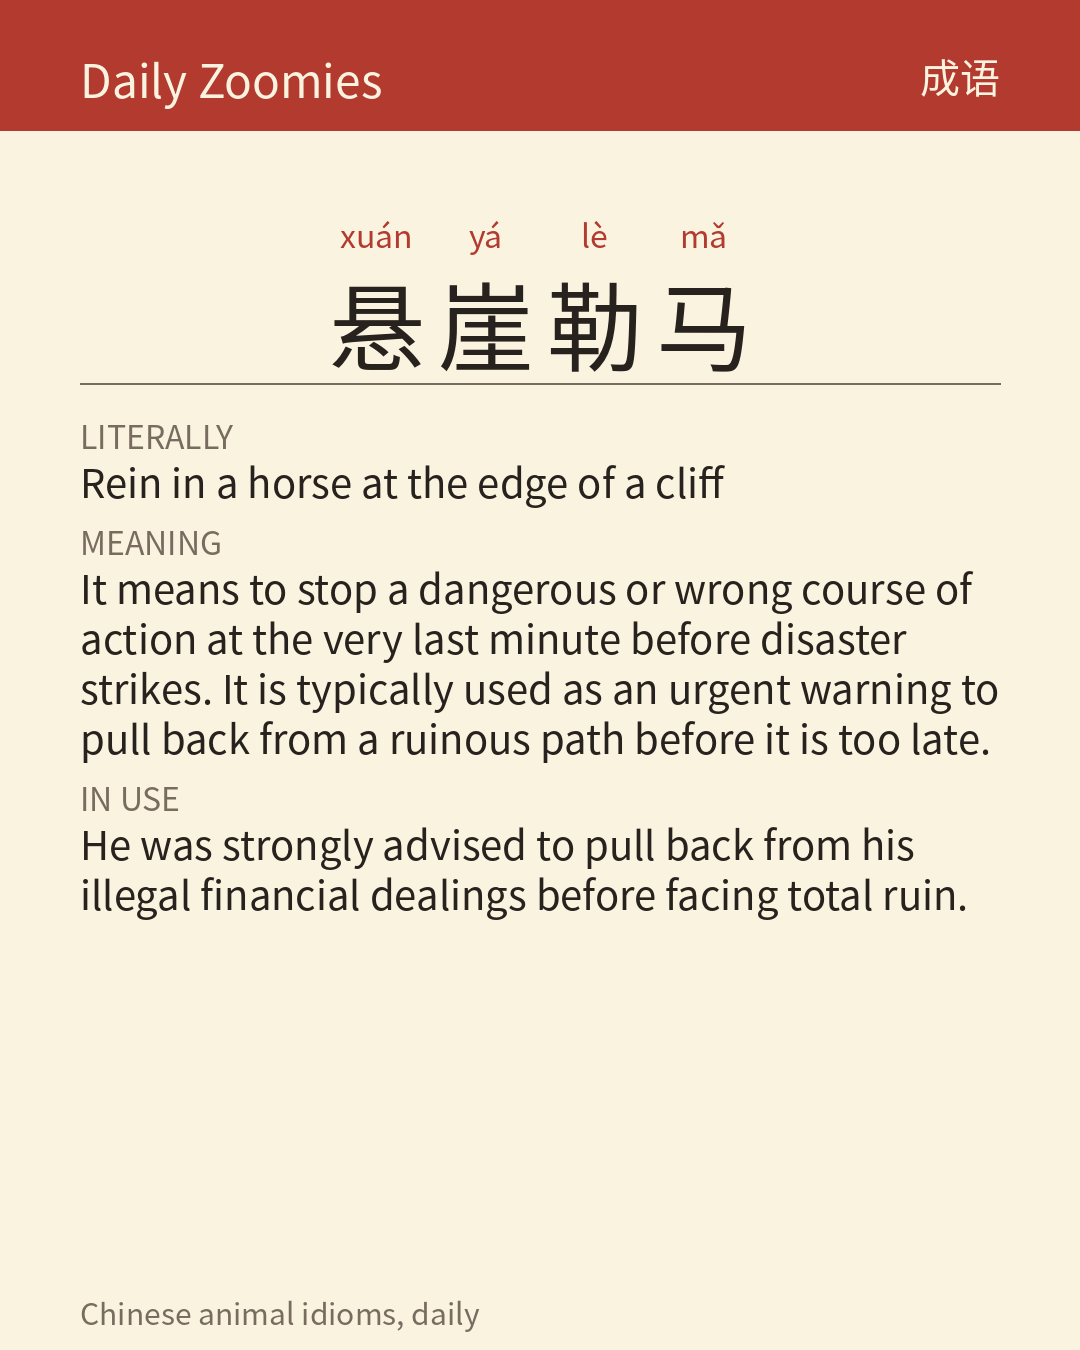 Daily Zoomies
成语
xuán yá lè mǎ
悬崖勒马
LITERALLY
Rein in a horse at the edge of a cliff
MEANING
It means to stop a dangerous or wrong course of
action at the very last minute before disaster
strikes. It is typically used as an urgent warning to
pull back from a ruinous path before it is too late.
IN USE
He was strongly advised to pull back from his
illegal financial dealings before facing total ruin.
Chinese animal idioms, daily